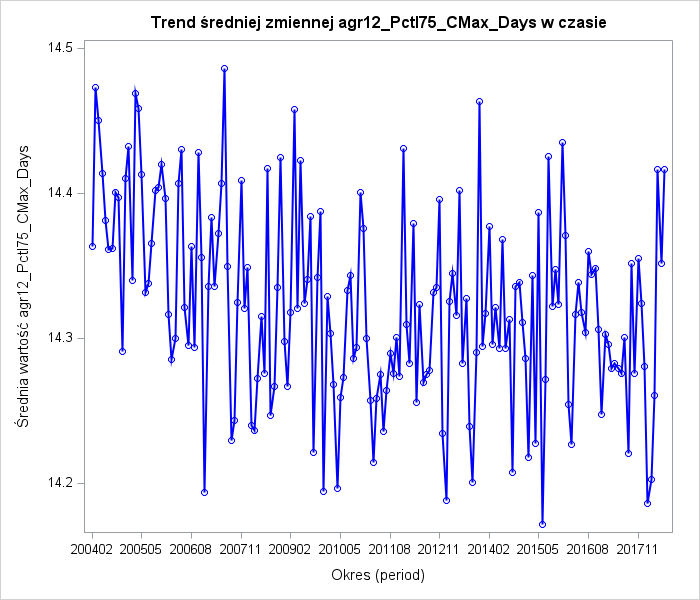 Trend średniej zmiennej agr12_Pctl75_CMax_Days w czasie
Średnia wartość agr12_Pctl75_CMax_Days
14.5
14.4
14.3
14.2
200402 200505 200608 200711 200902 201005 201108 201211 201402 201505 201608 201711
Okres (period)